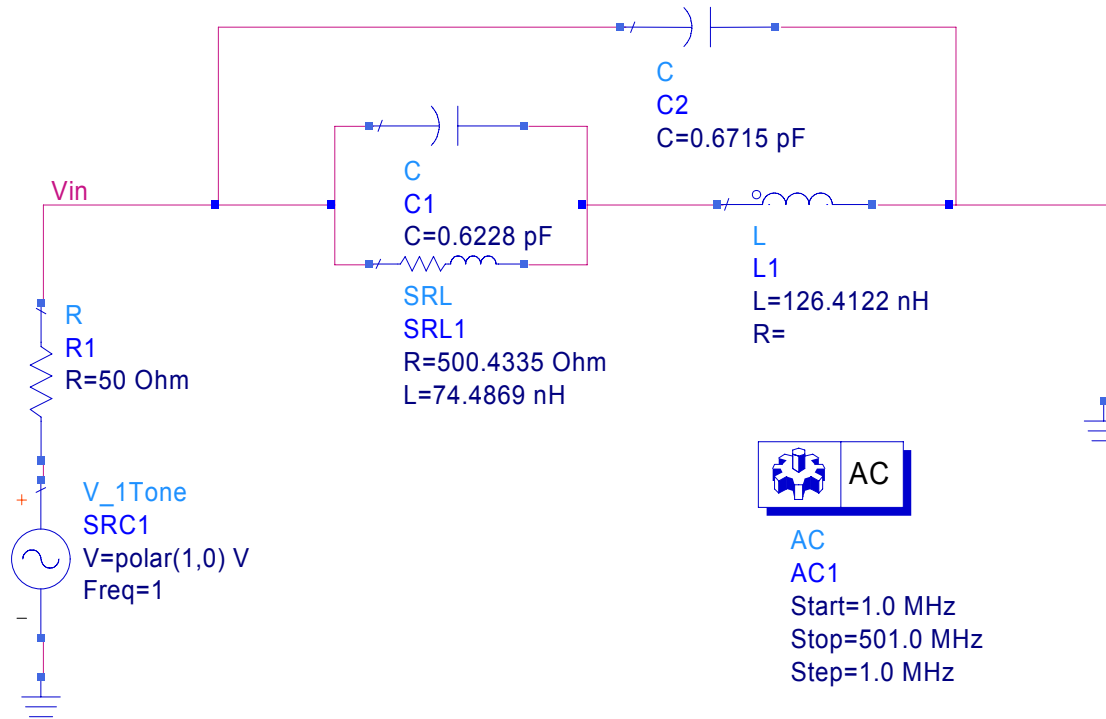 C
C2
C=0.6715 pF
C
C1
C=0.6228 pF
Vin
L
L1
L=126.4122 nH
R=
SRL
SRL1
R=500.4335 Ohm
L=74.4869 nH
R
R1
R=50 Ohm
+
V_1Tone
SRC1
V=polar(1,0) V
Freq=1
−
AC
AC
AC1
Start=1.0 MHz
Stop=501.0 MHz
Step=1.0 MHz